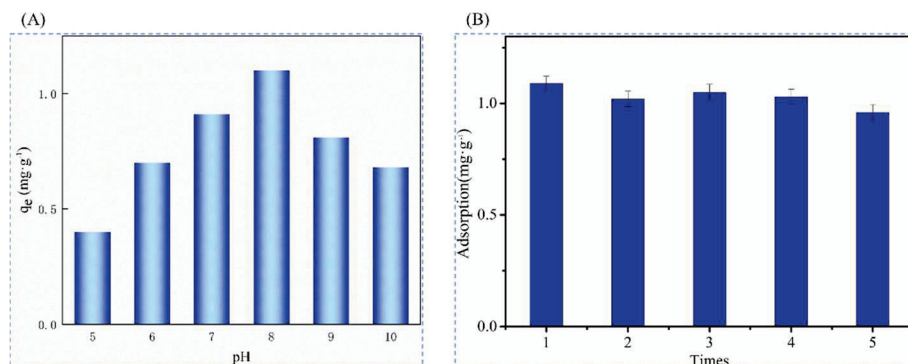 (A)
qe (mg·g-1)
1.0
0.5
0.0
5 6 7 8 9 10
pH
(B)
Adsorption(mg·g-1)
1.0
0.5
0.0
1 2 3 4 5
Times